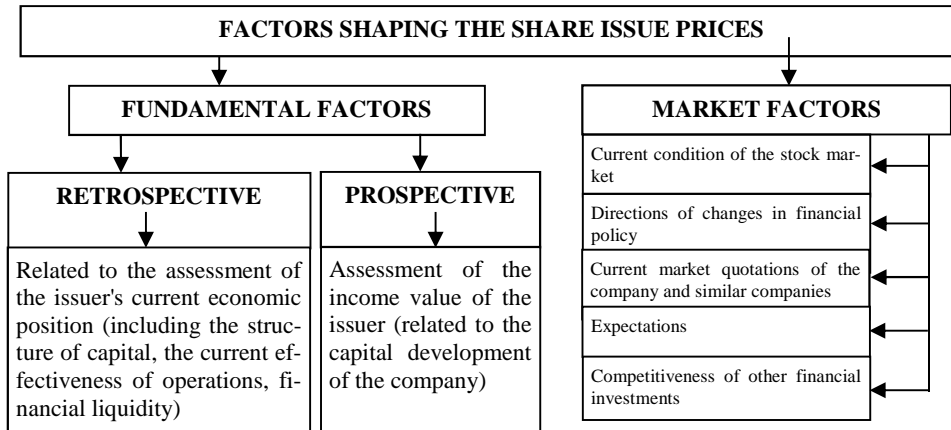 FACTORS SHAPING THE SHARE ISSUE PRICES
FUNDAMENTAL FACTORS
RETROSPECTIVE
Related to the assessment of
the issuer's current economic
position (including the struc-
ture of capital, the current ef-
fectiveness of operations, fi-
nancial liquidity)
PROSPECTIVE
Assessment of the
income value of the
issuer (related to the
capital development
of the company)
MARKET FACTORS
Current condition of the stock mar-
ket
Directions of changes in financial
policy
Current market quotations of the
company and similar companies
Expectations
Competitiveness of other financial
investments